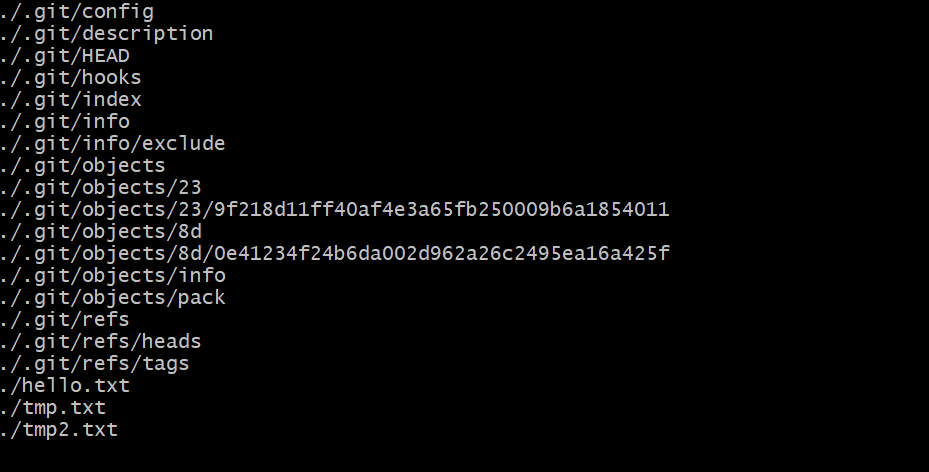 ./.git/config
./.git/description
./.git/HEAD
./.git/hooks
./.git/index
./.git/info
./.git/info/exclude
./.git/objects
./.git/objects/23
./.git/objects/23/9f218d11ff40af4e3a65fb250009b6a1854011
./.git/objects/8d
./.git/objects/8d/0e41234f24b6da002d962a26c2495ea16a425f
./.git/objects/info
./.git/objects/pack
./.git/refs
./.git/refs/heads
./.git/refs/tags
./hello.txt
./tmp.txt
./tmp2.txt